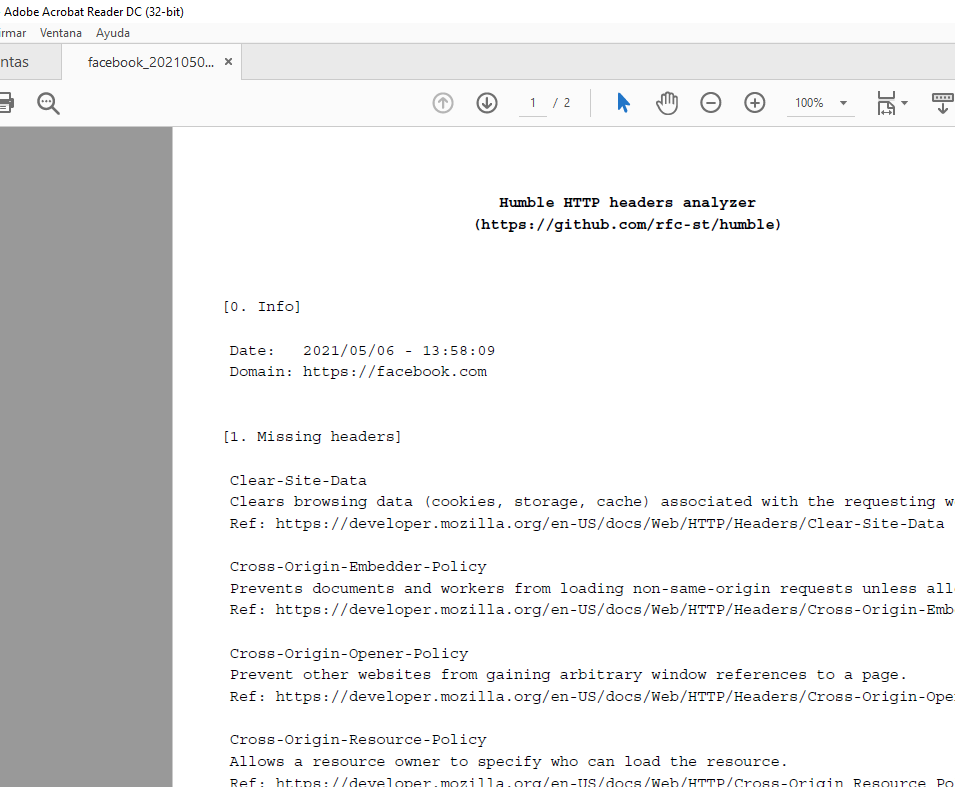 Adobe Acrobat Reader DC (32-bit)
Ventana Ayuda
facebook_2021050... ×
1 / 2 100%
Humble HTTP headers analyzer
(https://github.com/rfc-st/humble)
[0. Info]
Date: 2021/05/06 - 13:58:09
Domain: https://facebook.com
[1. Missing headers]
Clear-Site-Data
Clears browsing data (cookies, storage, cache) associated with the requesting
Ref: https://developer.mozilla.org/en-US/docs/Web/HTTP/Headers/Clear-Site-Data
Cross-Origin-Embedder-Policy
Prevents documents and workers from loading non-same-origin requests unless
Ref: https://developer.mozilla.org/en-US/docs/Web/HTTP/Headers/Cross-Origin-Emb
Cross-Origin-Opener-Policy
Prevent other websites from gaining arbitrary window references to a page.
Ref: https://developer.mozilla.org/en-US/docs/Web/HTTP/Headers/Cross-Origin-Ope
Cross-Origin-Resource-Policy
Allows a resource owner to specify who can load the resource.
Ref: https://developer.mozilla.org/en-US/docs/Web/HTTP/Cross-Origin Resource Po